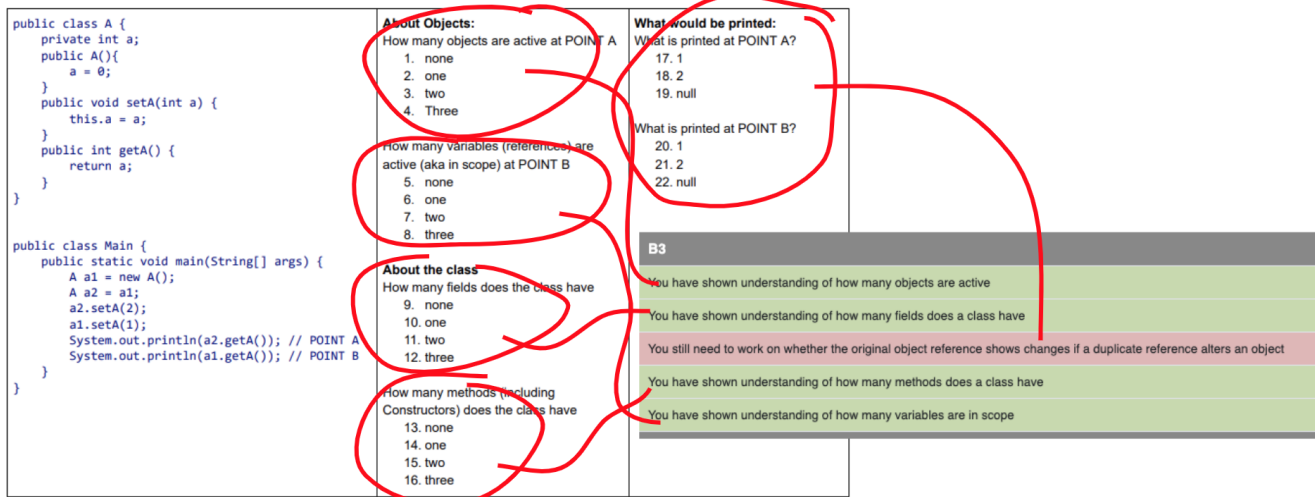 public class A {
private int a;
public A(){
a = 0;
}
public void setA(int a) {
this.a = a;
}
public int getA() {
return a;
}
}
public class Main {
public static void main(String[] args) {
A a1 = new A();
A a2 = a1;
a2.setA(2);
a1.setA(1);
System.out.println(a2.getA()); // POINT A
System.out.println(a1.getA()); // POINT B
}
}
About Objects:
How many objects are active at POINT A
1. none
2. one
3. two
4. Three
How many variables (references) are
active (aka in scope) at POINT B
5. none
6. one
7. two
8. three
About the class
How many fields does the class have
9. none
10. one
11. two
12. three
How many methods (including
Constructors) does the class have
13. none
14. one
15. two
16. three
What would be printed:
What is printed at POINT A?
17. 1
18. 2
19. null
What is printed at POINT B?
20. 1
21. 2
22. null
B3
You have shown understanding of how many objects are active
You have shown understanding of how many fields does a class have
You still need to work on whether the original object reference shows changes if a duplicate reference alters an object
You have shown understanding of how many methods does a class have
You have shown understanding of how many variables are in scope